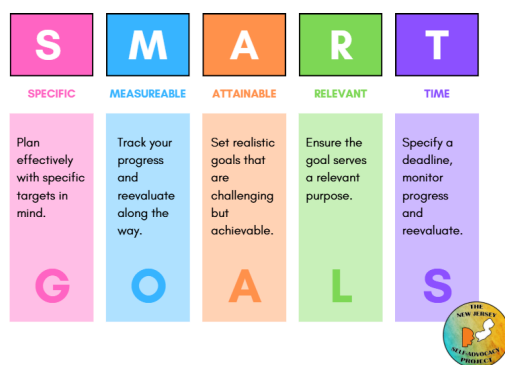 S M A R T
SPECIFIC MEASUREABLE ATTAINABLE RELEVANT TIME
Plan
effectively
with specific
targets in
mind.
Track your
progress
and
reevaluate
along the
way.
Set realistic
goals that
are
challenging
but
achievable.
Ensure the
goal serves
a relevant
purpose.
Specify a
deadline,
monitor
progress
and
reevaluate.
G O A L S
THE
NEW JERSEY
SELF-ADVOCACY
PROJECT